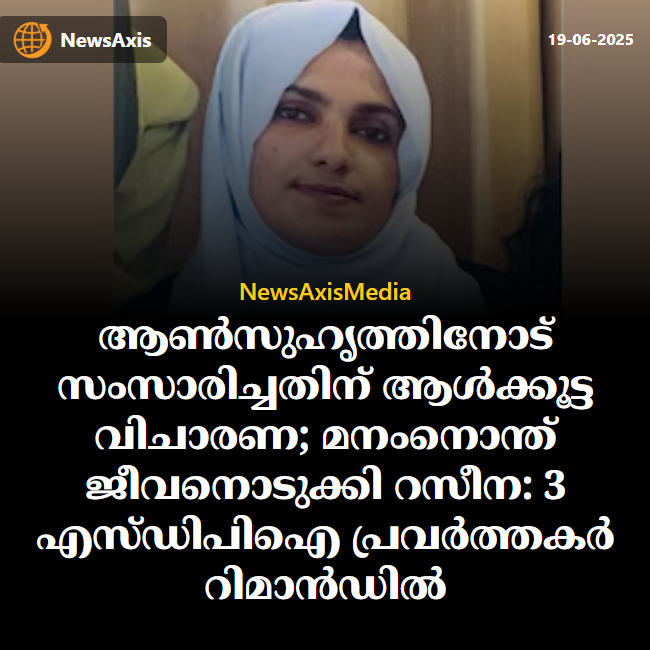 NewsAxis
19-06-2025
NewsAxisMedia
ആൺസുഹൃത്തിനോട്
സംസാരിച്ചതിന് ആൾക്കൂട്ട
വിചാരണ; മനംനൊന്ത്
ജീവനൊടുക്കി റസീന: 3
എസ്ഡിപിഐ പ്രവർത്തകർ
റിമാൻഡിൽ